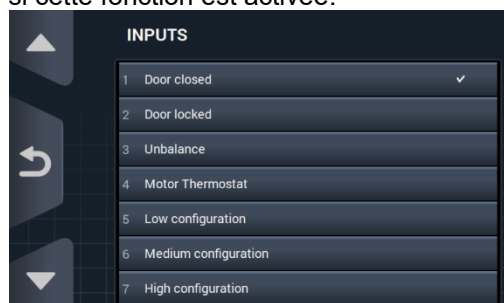 si cette fonction est activée.
INPUTS
1 Door closed
2 Door locked
3 Unbalance
4 Motor Thermostat
5 Low configuration
6 Medium configuration
7 High configuration